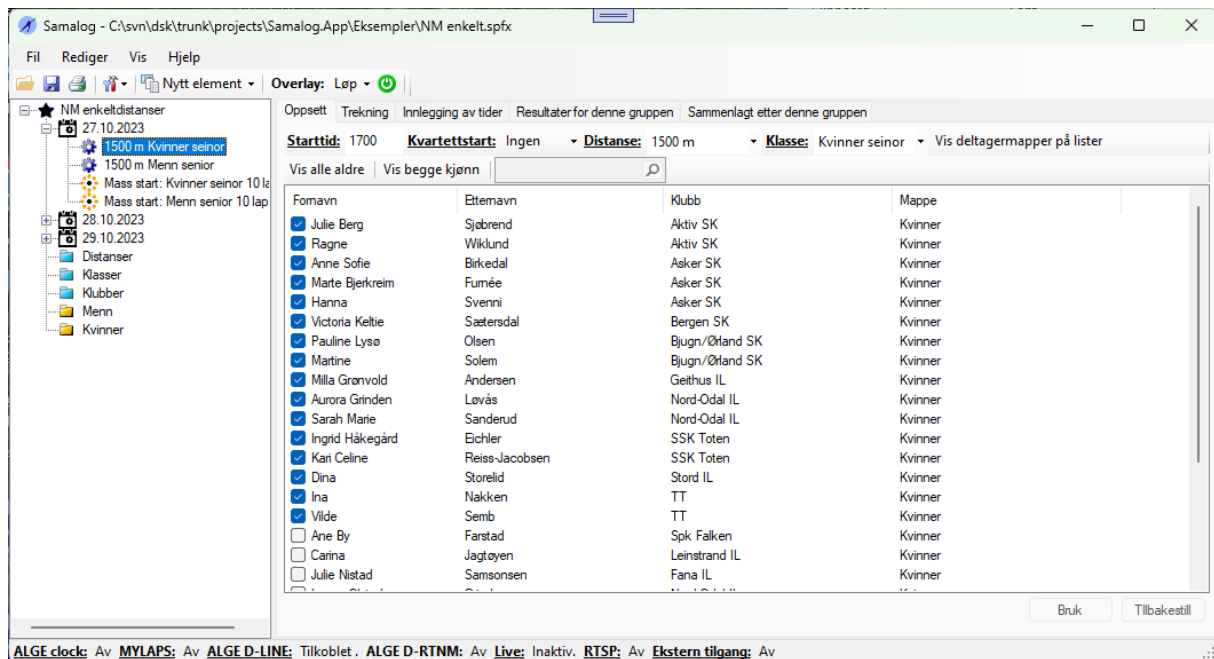 Samalog - C:\svn\dsk\trunk\projects\Samalog.App\Eksempler\NM enkelt.spfx
Fil Rediger Vis Hjelp
Nytt element Overlay: Løp
NM enkeltdistanser
27.10.2023
1500 m Kvinner seinor
1500 m Menn senior
Mass start: Kvinner seinor 10 la
Mass start: Menn senior 10 lap
28.10.2023
29.10.2023
Distanser
Klasser
Klubber
Menn
Kvinner
Oppsett Trekning Innlegging av tider Resultater for denne gruppen Sammenlagt etter denne gruppen
Starttid: 1700 Kvartettstart: Ingen Distanse: 1500 m Klasse: Kvinner seinor Vis deltagermapper på lister
Vis alle aldre Vis begge kjønn
Fornavn Etternavn Klubb Mappe
Julie Berg Sjøbrend Aktiv SK Kvinner
Ragne Wiklund Aktiv SK Kvinner
Anne Sofie Birkedal Asker SK Kvinner
Marte Bjerkreim Furnée Asker SK Kvinner
Hanna Svenni Asker SK Kvinner
Victoria Keltie Sætersdal Bergen SK Kvinner
Pauline Lysø Olsen Bjugn/Ørland SK Kvinner
Martine Solem Bjugn/Ørland SK Kvinner
Milla Grønvold Andersen Geithus IL Kvinner
Aurora Grinden Løvås Nord-Odal IL Kvinner
Sarah Marie Sanderud Nord-Odal IL Kvinner
Ingrid Håkegård Eichler SSK Toten Kvinner
Kari Celine Reiss-Jacobsen SSK Toten Kvinner
Dina Storelid Stord IL Kvinner
Ina Nakken TT Kvinner
Vilde Semb TT Kvinner
Ane By Farstad Spk Falken Kvinner
Carina Jagtøyen Leinstrand IL Kvinner
Julie Nistad Samsonsen Fana IL Kvinner
Bruk TIlbakestill
ALGE clock: Av MYLAPS: Av ALGE D-LINE: Tilkoblet . ALGE D-RTNM: Av Live: Inaktiv. RTSP: Av Ekstern tilgang: Av